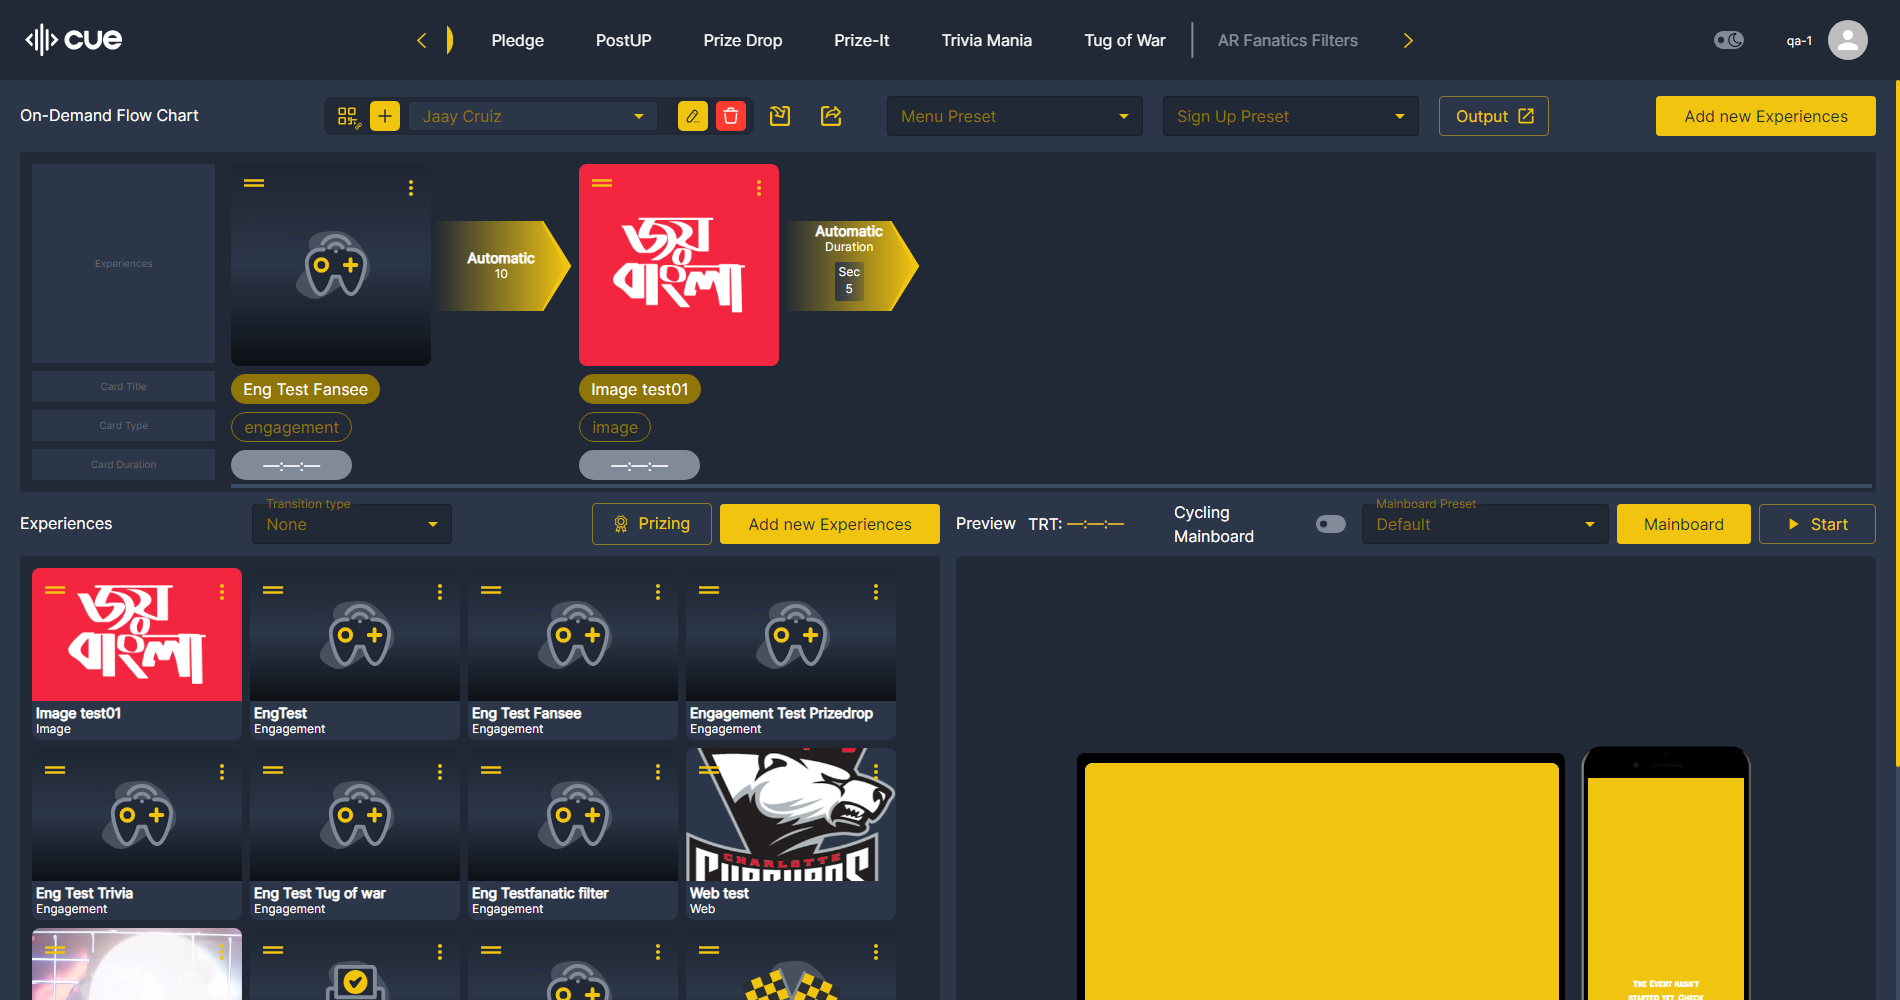 cue
Pledge
PostUP
Prize Drop
Prize-It
Trivia Mania
Tug of War
AR Fanatics Filters
qa-1
On-Demand Flow Chart
Jaay Cruiz
Menu Preset
Sign Up Preset
Output
Add new Experiences
Experiences
Automatic
10
জয়
বাংলা
Automatic
Duration
Sec
5
Card Title
Eng Test Fansee
Image test01
Card Type
engagement
image
Card Duration
—:—:—
—:—:—
Experiences
Transition type
None
Prizing
Add new Experiences
Preview
TRT: —:—:—
Cycling
Mainboard
Mainboard Preset
Default
Mainboard
Start
জয়
বাংলা
Image test01
Image
EngTest
Engagement
Eng Test Fansee
Engagement
Engagement Test Prizedrop
Engagement
Eng Test Trivia
Engagement
Eng Test Tug of war
Engagement
Eng Testfanatic filter
Engagement
CHARLOTTE
Web test
Web
The Event hasn't
started yet. Check